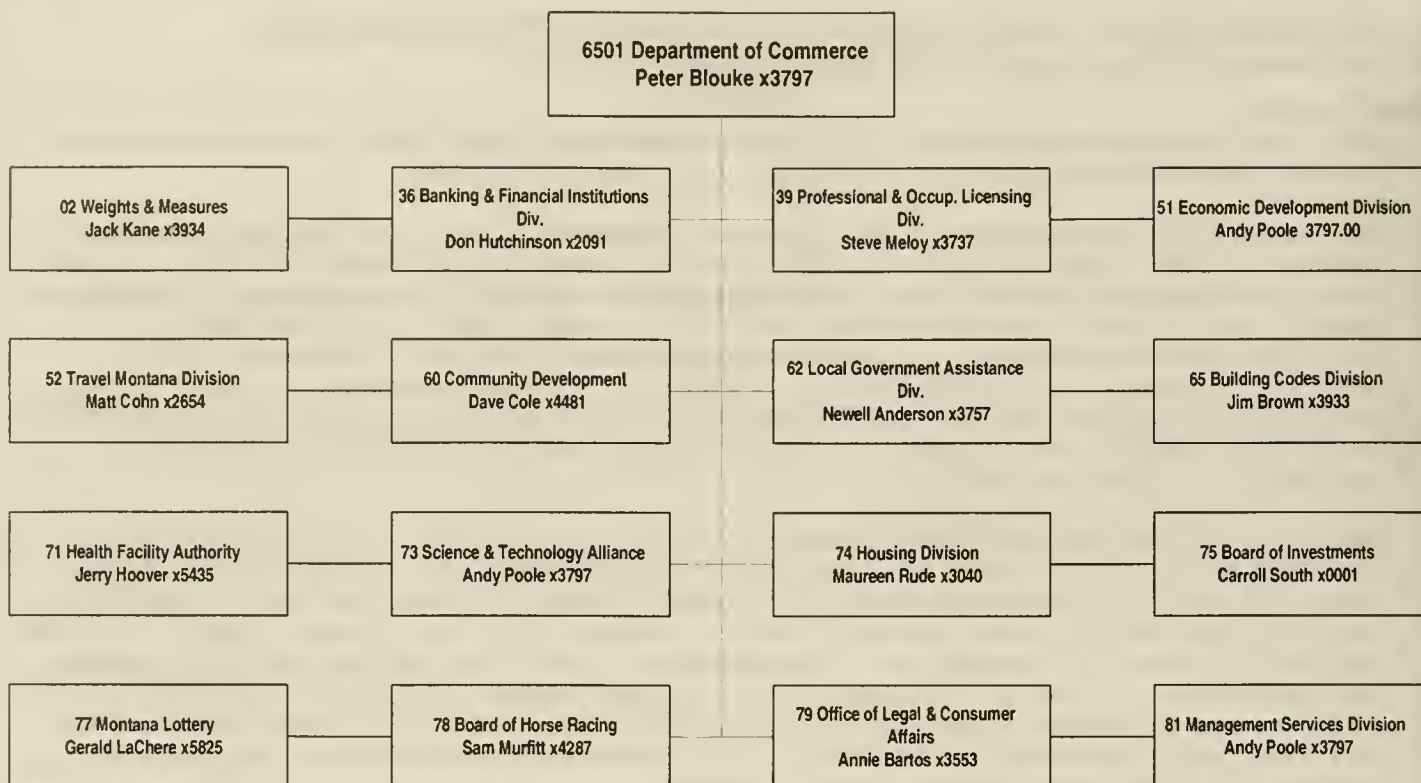 6501 Department of Commerce
Peter Blouke x3797
02 Weights & Measures
Jack Kane x3934
36 Banking & Financial Institutions
Div.
Don Hutchinson x2091
39 Professional & Occup. Licensing
Div.
Steve Meloy x3737
51 Economic Development Division
Andy Poole 3797.00
52 Travel Montana Division
Matt Cohn x2654
60 Community Development
Dave Cole x4481
62 Local Government Assistance
Div.
Newell Anderson x3757
65 Building Codes Division
Jim Brown x3933
71 Health Facility Authority
Jerry Hoover x5435
73 Science & Technology Alliance
Andy Poole x3797
74 Housing Division
Maureen Rude x3040
75 Board of Investments
Carroll South x0001
77 Montana Lottery
Gerald LaChere x5825
78 Board of Horse Racing
Sam Murfitt x4287
79 Office of Legal & Consumer
Affairs
Annie Bartos x3553
81 Management Services Division
Andy Poole x3797